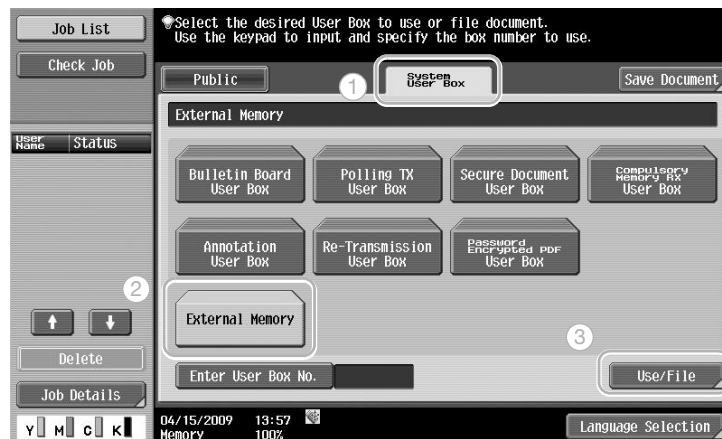 Job List
Check Job
User Name
Status
Delete
Job Details
Y M C K
Select the desired User Box to use or file document.
Use the keypad to input and specify the box number to use.
Public
1
System User Box
Save Document
External Memory
Bulletin Board User Box
Polling TX User Box
Secure Document User Box
Compulsory Memory RX User Box
Annotation User Box
Re-Transmission User Box
Password Encrypted PDF User Box
2
External Memory
3
Enter User Box No.
Use/File
04/15/2009 13:57
Memory 100%
Language Selection